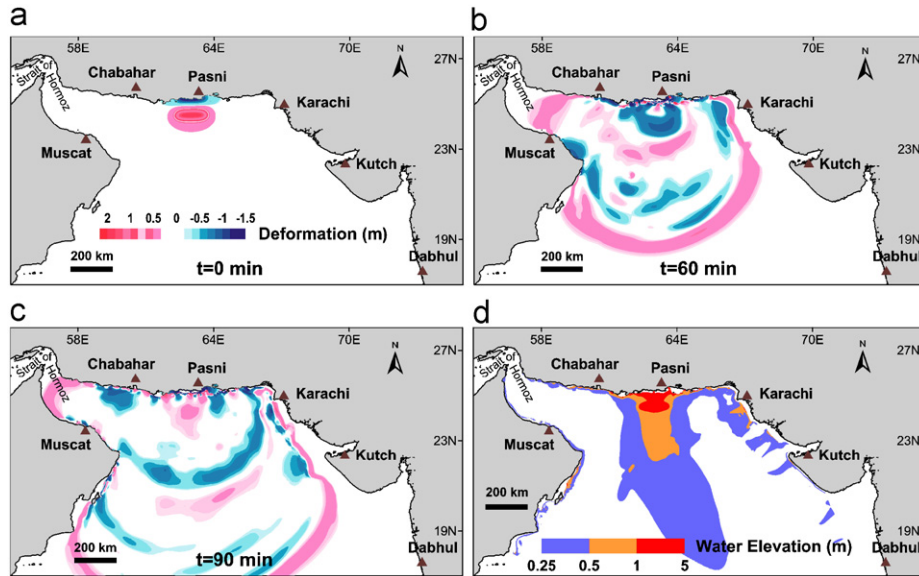 a
58E 64E 70E
27N
N
Strait of Hormoz
Chabahar Pasni
Karachi
Muscat
23N
Kutch
2 1 0.5 0 -0.5 -1 -1.5
Deformation (m)
19N
200 km
t=0 min
Dabhul
b
58E 64E 70E
27N
N
Strait of Hormoz
Chabahar Pasni
Karachi
Muscat
23N
Kutch
19N
200 km
t=60 min
Dabhul
c
58E 64E 70E
27N
N
Strait of Hormoz
Chabahar Pasni
Karachi
Muscat
23N
Kutch
19N
200 km
t=90 min
Dabhul
d
58E 64E 70E
27N
N
Strait of Hormoz
Chabahar Pasni
Karachi
Muscat
23N
Kutch
200 km
19N
Water Elevation (m)
0.25 0.5 1 5
Dabhul